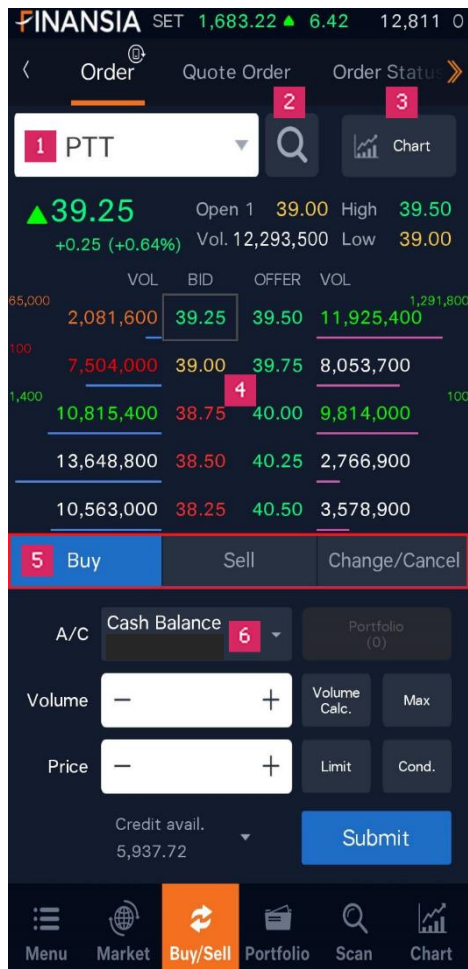 FINANSIA SET 1,683.22 ▲ 6.42 12,811 0
Order Quote Order Order Status
2 3
1 PTT Chart
▲39.25 Open 1 39.00 High 39.50
+0.25 (+0.64%) Vol. 12,293,500 Low 39.00
VOL BID OFFER VOL
65,000 1,291,800
2,081,600 39.25 39.50 11,925,400
100
7,504,000 39.00 39.75 8,053,700
1,400 4 100
10,815,400 38.75 40.00 9,814,000
13,648,800 38.50 40.25 2,766,900
10,563,000 38.25 40.50 3,578,900
5 Buy Sell Change/Cancel
A/C Cash Balance 6 Portfolio
(0)
Volume − + Volume
Calc. Max
Price − + Limit Cond.
Credit avail.
5,937.72 Submit
Menu Market Buy/Sell Portfolio Scan Chart